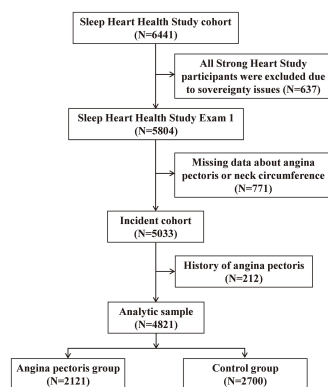 Sleep Heart Health Study cohort
(N=6441)
All Strong Heart Study
participants were excluded due
to sovereignty issues (N=637)
Sleep Heart Health Study Exam 1
(N=5804)
Missing data about angina
pectoris or neck circumference
(N=771)
Incident cohort
(N=5033)
History of angina pectoris
(N=212)
Analytic sample
(N=4821)
Angina pectoris group
(N=2121)
Control group
(N=2700)